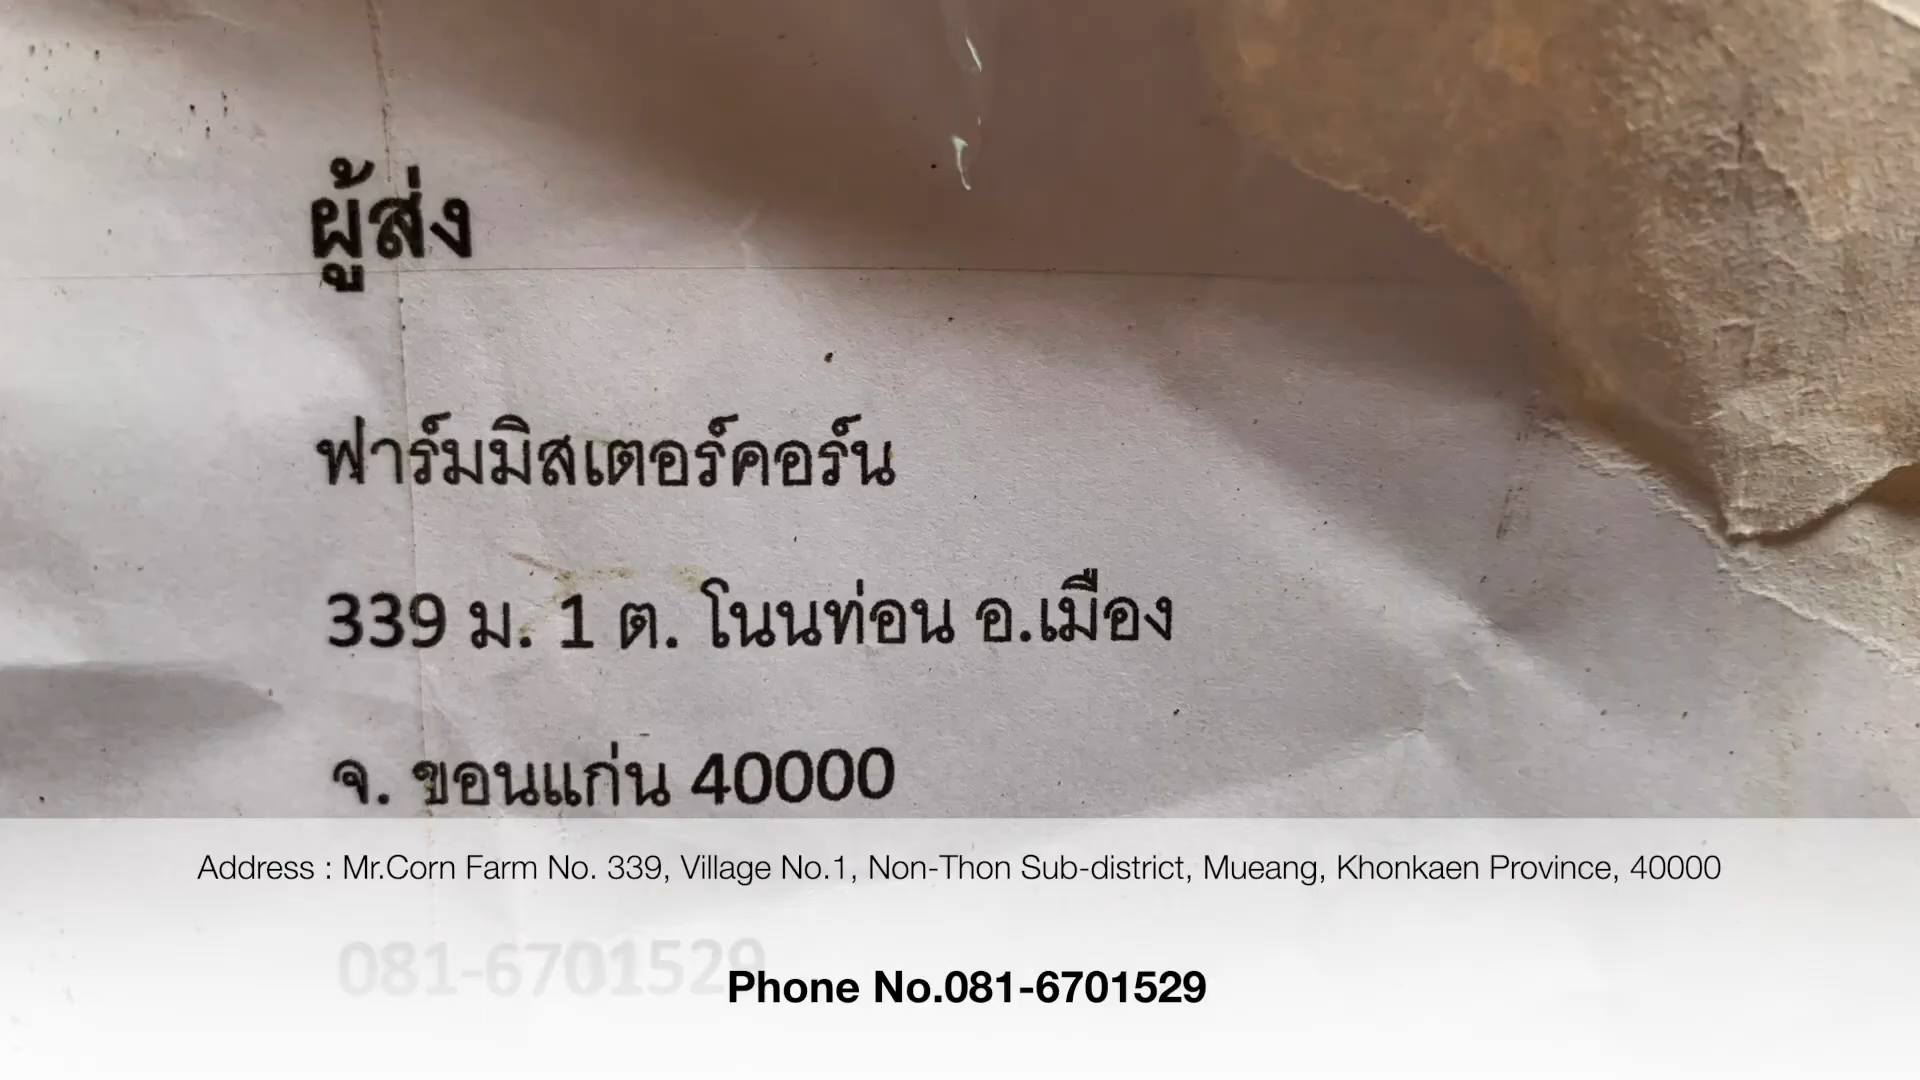 ผู้ส่ง
ฟาร์มมิสเตอร์คอร์น
339 ม. 1 ต. โนนท่อน อ.เมือง
จ. ขอนแก่น 40000
Address : Mr.Corn Farm No. 339, Village No.1, Non-Thon Sub-district, Mueang, Khonkaen Province, 40000
081-6701529
Phone No.081-6701529